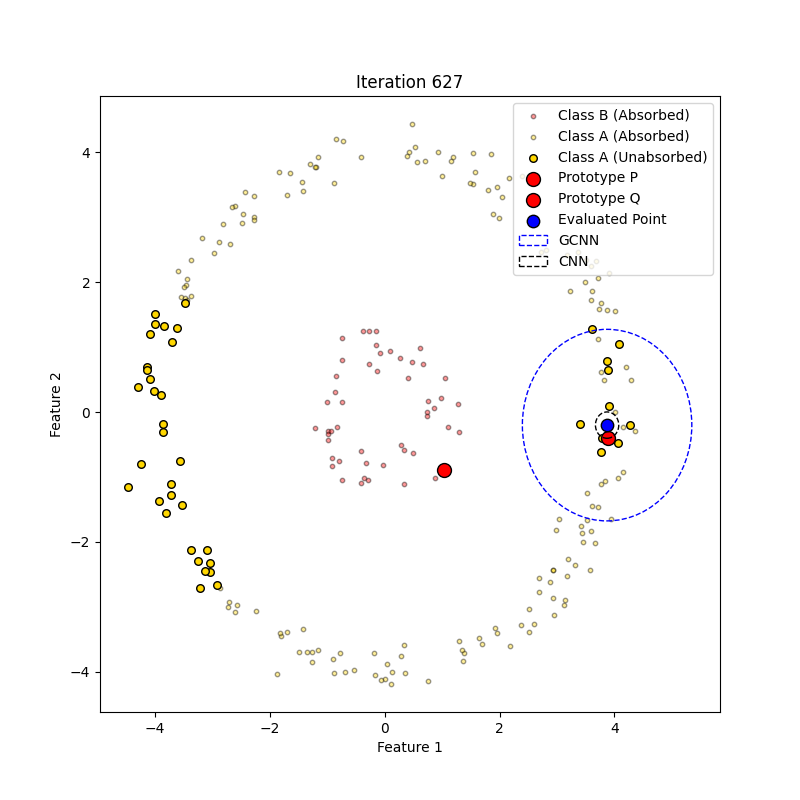 Iteration 627
Class B (Absorbed)
Class A (Absorbed)
Class A (Unabsorbed)
Prototype P
Prototype Q
Evaluated Point
GCNN
CNN
Feature 2
4
2
0
−2
−4
−4
−2
0
2
4
Feature 1